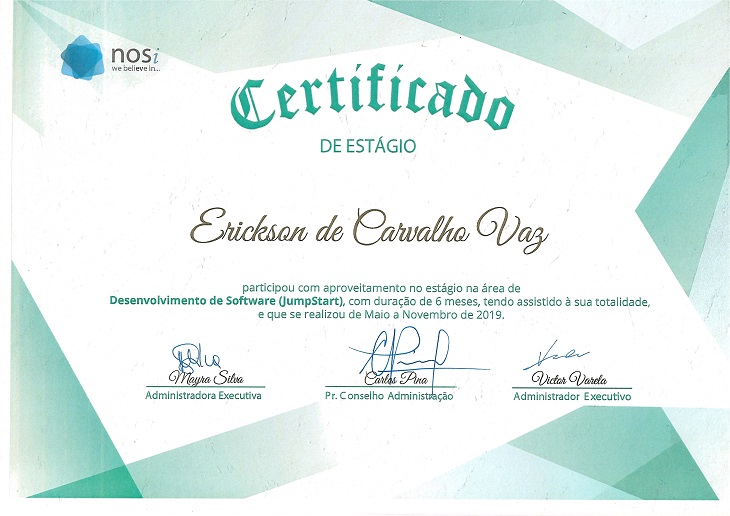 nosi
we believe in...
Certificado
DE ESTÁGIO
Erickson de Carvalho Vaz
participou com aproveitamento no estágio na área de
Desenvolvimento de Software (JumpStart), com duração de 6 meses, tendo assistido à sua totalidade,
e que se realizou de Maio a Novembro de 2019.
Mayra Silva Carlos Pina Victor Varela
Administradora Executiva Pr. Conselho Administração Administrador Executivo